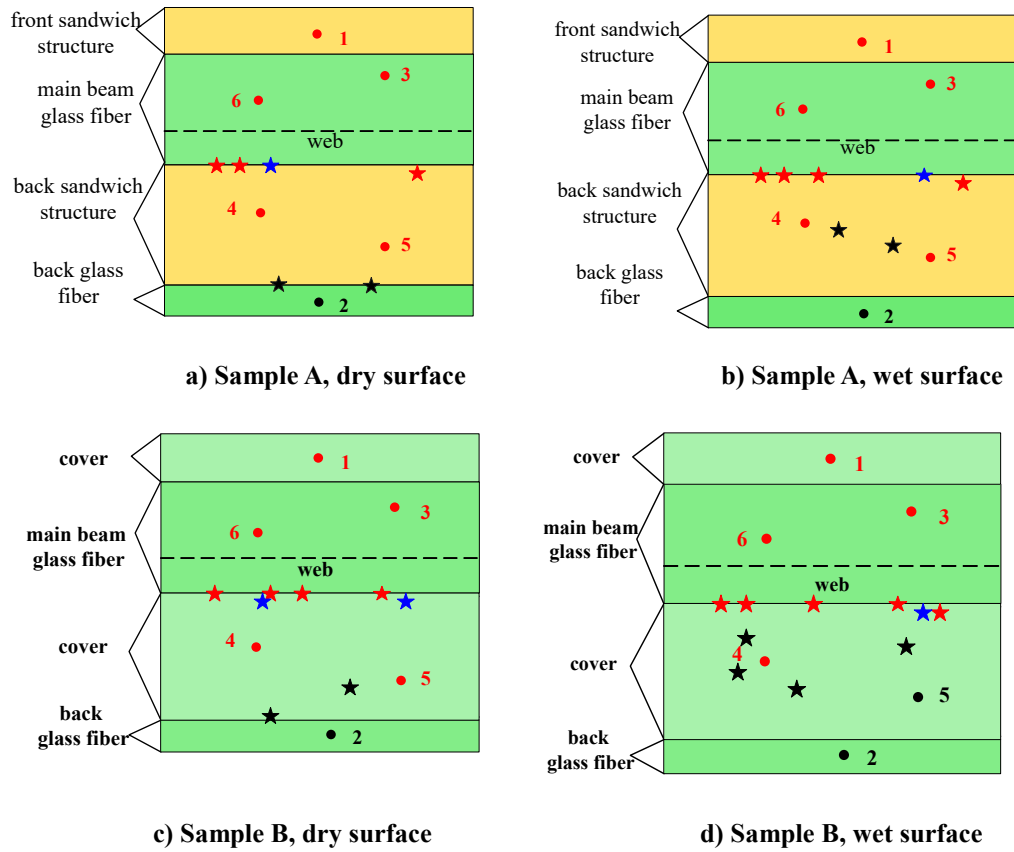 front sandwich
structure
main beam
glass fiber
back sandwich
structure
back glass
fiber
1
3
6
web
4
5
2
a) Sample A, dry surface
front sandwich
structure
main beam
glass fiber
back sandwich
structure
back glass
fiber
1
3
6
web
4
5
2
b) Sample A, wet surface
cover
main beam
glass fiber
cover
back
glass fiber
1
3
6
web
4
5
2
c) Sample B, dry surface
cover
main beam
glass fiber
cover
back
glass fiber
1
3
6
web
4
5
2
d) Sample B, wet surface